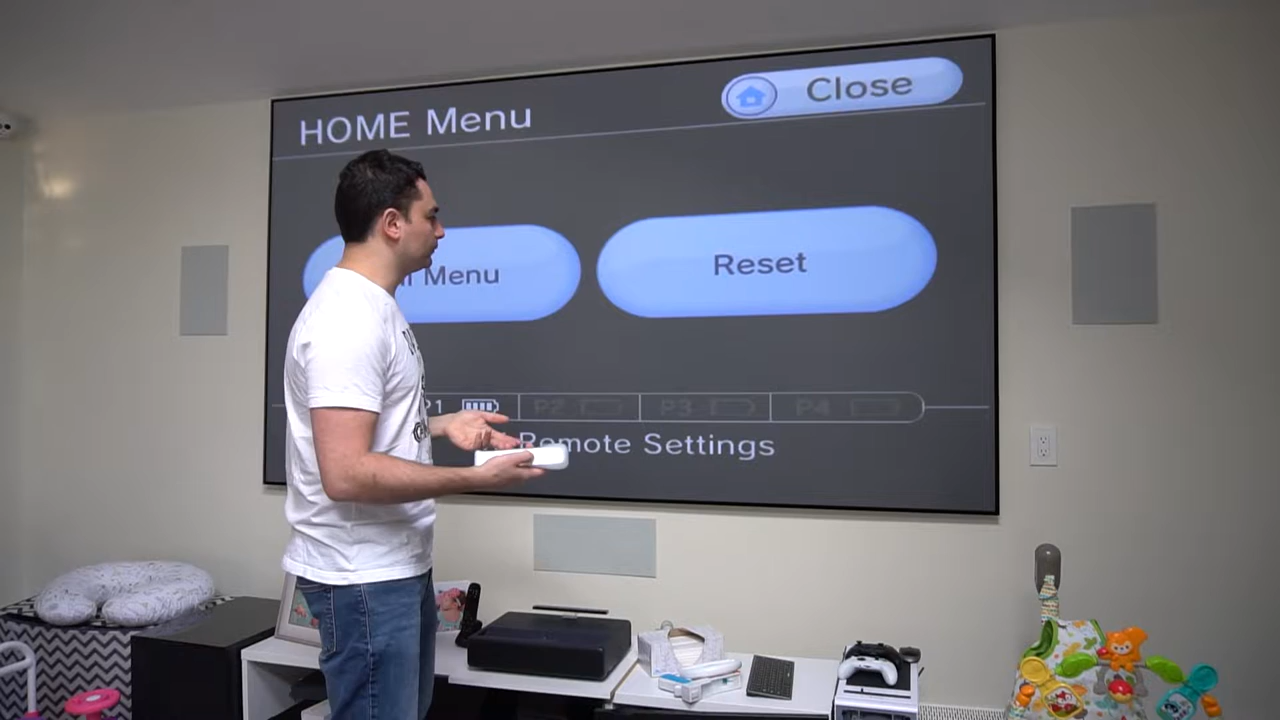 HOME Menu
Close
Menu
Reset
P1
P2
P3
P4
Remote Settings